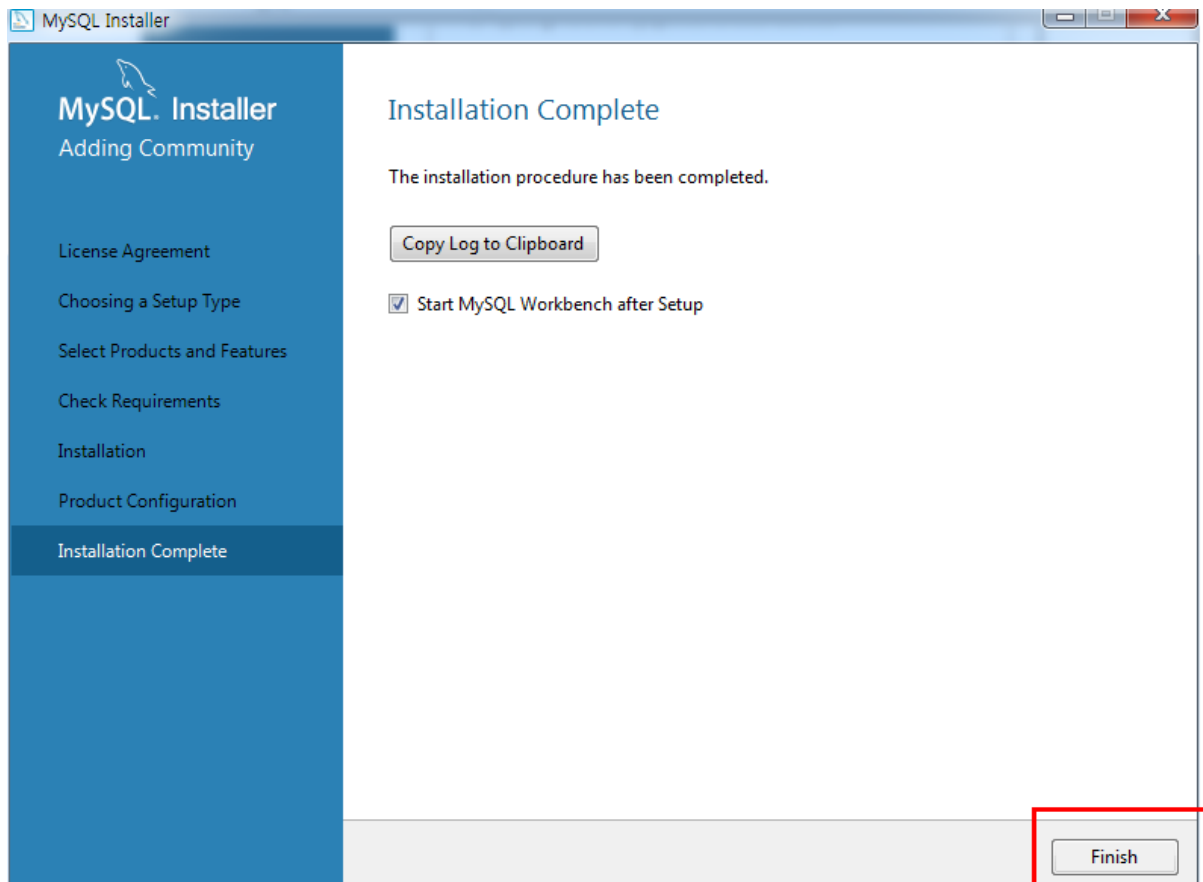 MySQL Installer
MySQL. Installer
Adding Community
License Agreement
Choosing a Setup Type
Select Products and Features
Check Requirements
Installation
Product Configuration
Installation Complete
Installation Complete
The installation procedure has been completed.
Copy Log to Clipboard
Start MySQL Workbench after Setup
Finish